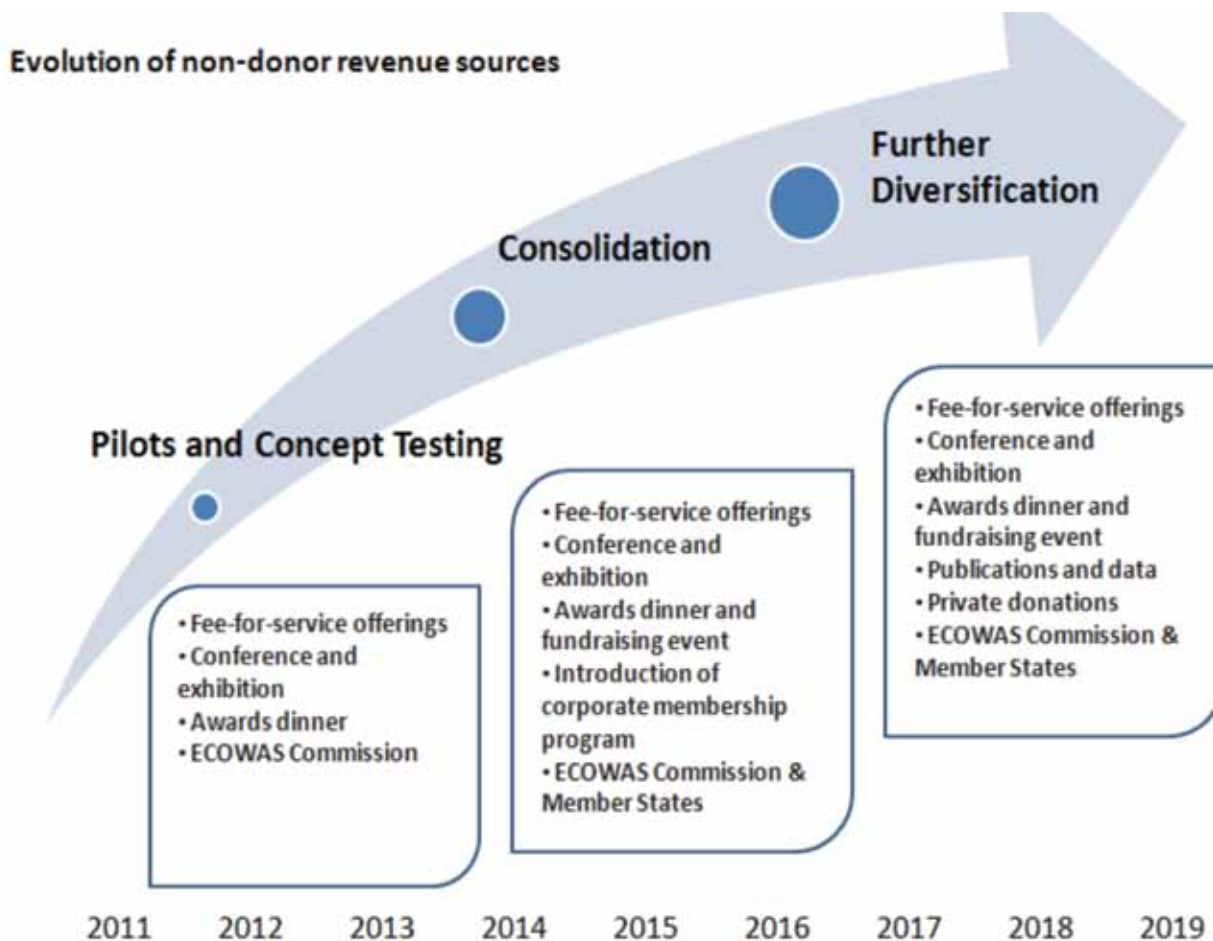 Evolution of non-donor revenue sources
Further
Diversification
Consolidation
Pilots and Concept Testing
• Fee-for-service offerings
• Conference and
exhibition
• Awards dinner
• ECOWAS Commission
• Fee-for-service offerings
• Conference and
exhibition
• Awards dinner and
fundraising event
• Introduction of
corporate membership
program
• ECOWAS Commission &
Member States
• Fee-for-service offerings
• Conference and
exhibition
• Awards dinner and
fundraising event
• Publications and data
• Private donations
• ECOWAS Commission &
Member States
2011 2012 2013 2014 2015 2016 2017 2018 2019